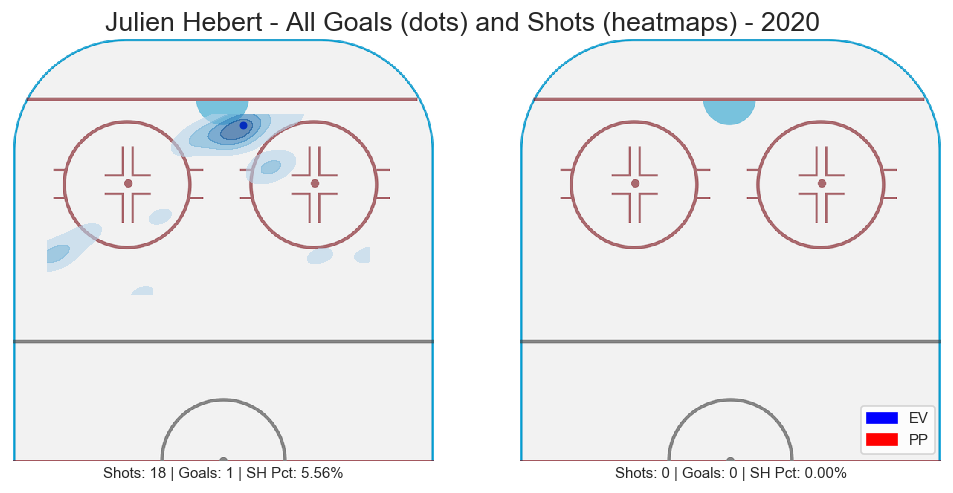 Julien Hebert - All Goals (dots) and Shots (heatmaps) - 2020
EV
PP
Shots: 18 | Goals: 1 | SH Pct: 5.56%
Shots: 0 | Goals: 0 | SH Pct: 0.00%